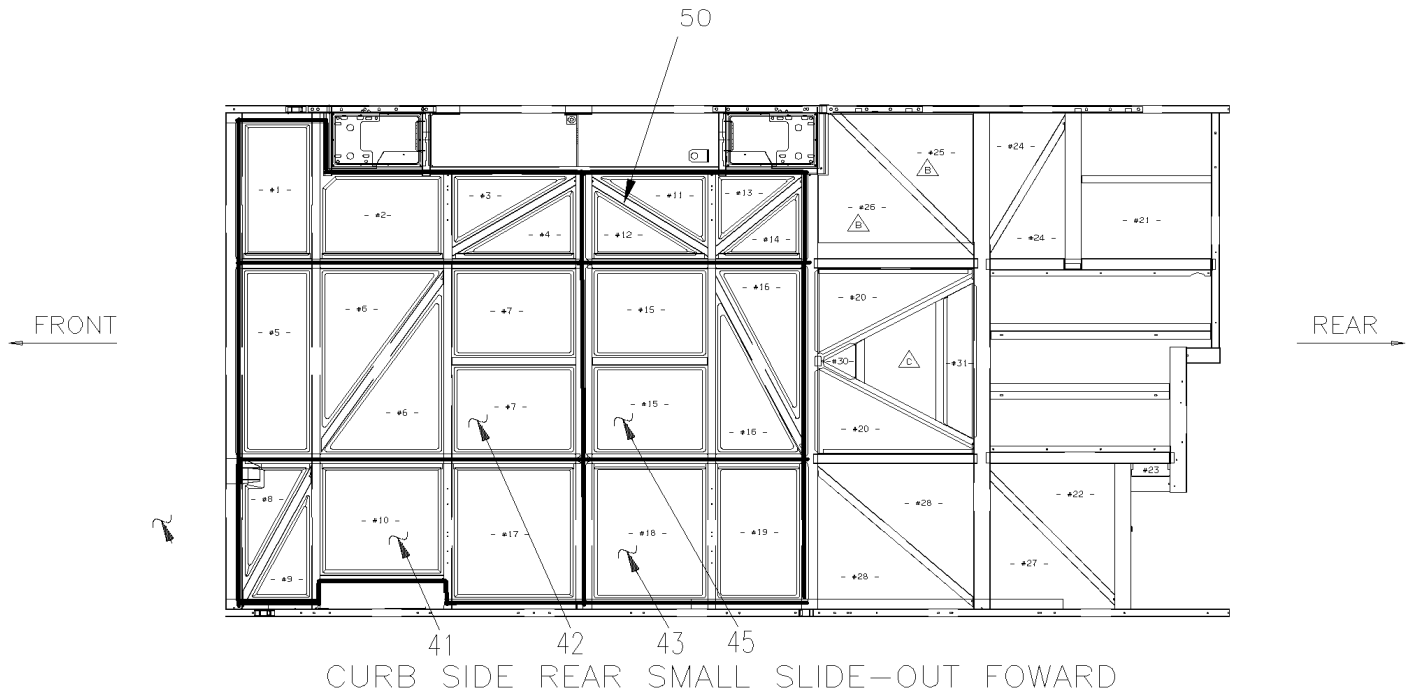 50
- #1 -
- #2 -
- #3 -
- #4 -
- #11 -
- #12 -
- #13 -
- #14 -
- #25 -
B
- #26 -
B
- #24 -
- #24 -
- #21 -
FRONT
REAR
- #5 -
- #6 -
- #6 -
- #7 -
- #7 -
- #15 -
- #15 -
- #16 -
- #16 -
- #20 -
- #30 -
C
- #31 -
- #20 -
- #8 -
- #9 -
- #10 -
- #17 -
- #18 -
- #19 -
- #28 -
- #28 -
- #22 -
- #23 -
- #27 -
41
42
43
45
CURB SIDE REAR SMALL SLIDE-OUT FOWARD